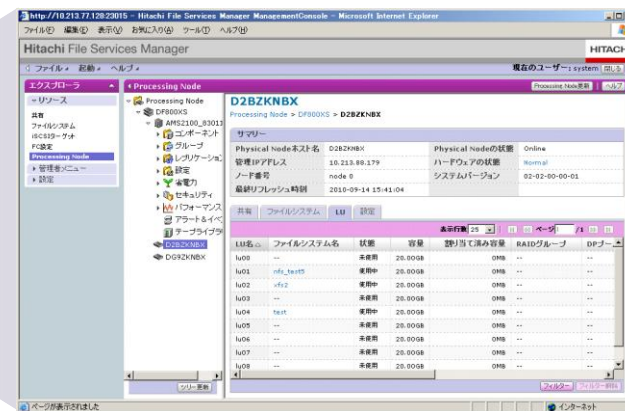 http://10.213.77.128:23015 - Hitachi File Services Manager ManagementConsole - Microsoft Internet Explorer
ファイル(F) 編集(E) 表示(V) お気に入り(A) ツール(T) ヘルプ(H)
Hitachi File Services Manager
HITACH
ファイル 起動 ヘルプ
現在のユーザー: system 閉じる
エクスプローラ
リソース
共有
ファイルシステム
iSCSIターゲット
FC設定
Processing Node
管理者メニュー
設定
Processing Node
Processing Node更新 ヘルプ
Processing Node
DF800XS
AMS2100_83011
コンポーネント
グループ
レプリケーション
設定
省電力
セキュリティ
パフォーマンス
アラート&イベ
テープライブラ
D2BZKNBX
DG9ZKNBX
ツリー更新
D2BZKNBX
Processing Node > DF800XS > D2BZKNBX
サマリー
Physical Nodeホスト名 D2BZKNBX Physical Nodeの状態 Online
管理IPアドレス 10.213.88.179 ハードウェアの状態 Normal
ノード番号 node 0 システムバージョン 02-02-00-00-01
最終リフレッシュ時刻 2010-09-14 15:41:04
共有 ファイルシステム LU 設定
表示行数 25 ページ /1
LU名 ファイルシステム名 状態 容量 割り当て済み容量 RAIDグループ DPプー
lu00 -- 未使用 20.00GB 0MB -- --
lu01 nfs_test5 使用中 20.00GB 0MB -- --
lu02 vfs2 使用中 20.00GB 0MB -- --
lu03 -- 未使用 20.00GB 0MB -- --
lu04 test 使用中 20.00GB 0MB -- --
lu05 -- 未使用 20.00GB 0MB -- --
lu06 -- 未使用 20.00GB 0MB -- --
lu07 -- 未使用 20.00GB 0MB -- --
lu08 -- 未使用 20.00GB 0MB -- --
フィルター フィルター解除
ページが表示されました インターネット